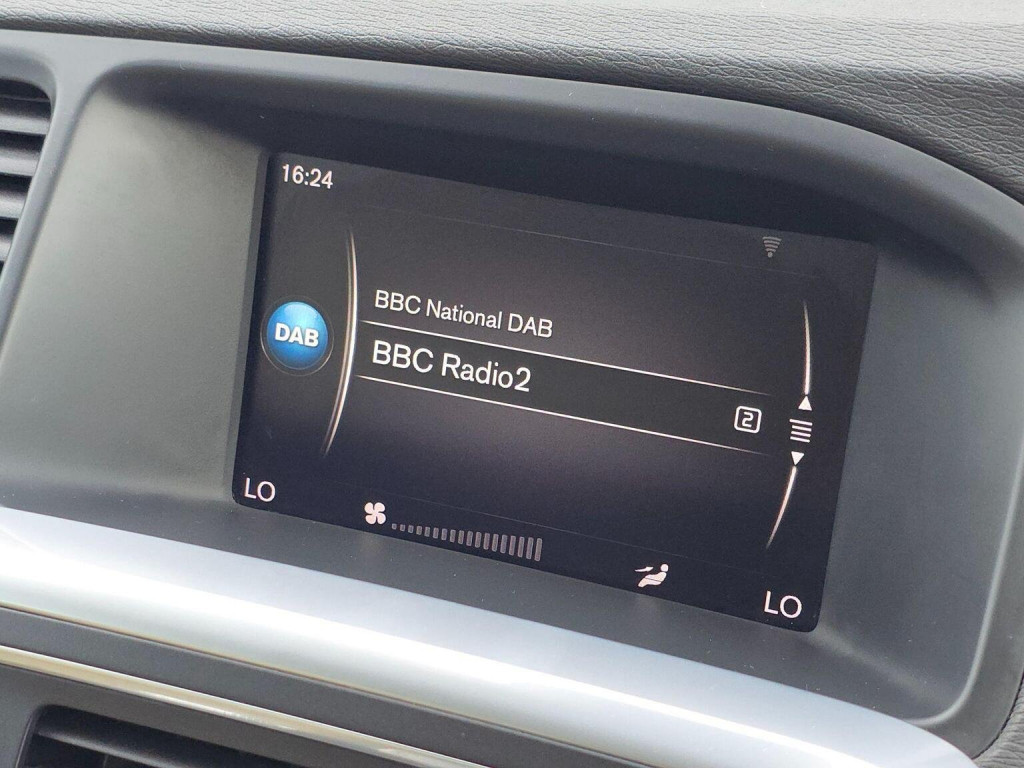 16:24
BBC National DAB
DAB
BBC Radio2
2
LO
LO